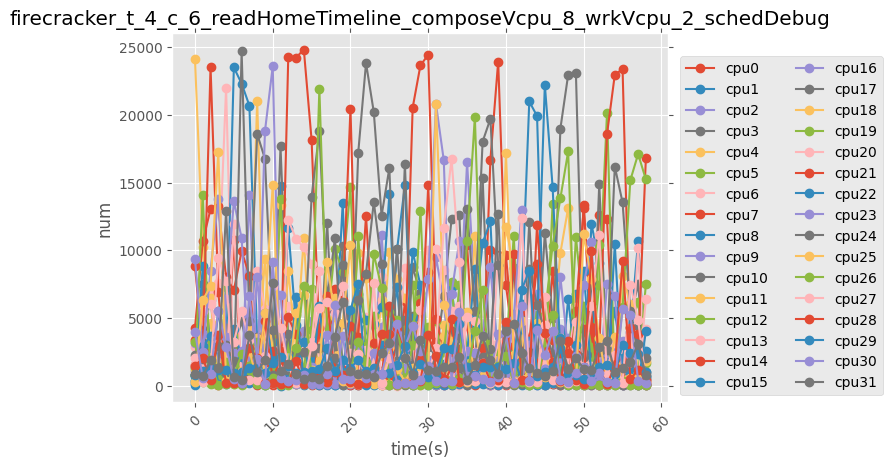 firecracker_t_4_c_6_readHomeTimeline_composeVcpu_8_wrkVcpu_2_schedDebug
num
25000
20000
15000
10000
5000
0
0
10
20
30
40
50
60
time(s)
cpu0
cpu1
cpu2
cpu3
cpu4
cpu5
cpu6
cpu7
cpu8
cpu9
cpu10
cpu11
cpu12
cpu13
cpu14
cpu15
cpu16
cpu17
cpu18
cpu19
cpu20
cpu21
cpu22
cpu23
cpu24
cpu25
cpu26
cpu27
cpu28
cpu29
cpu30
cpu31